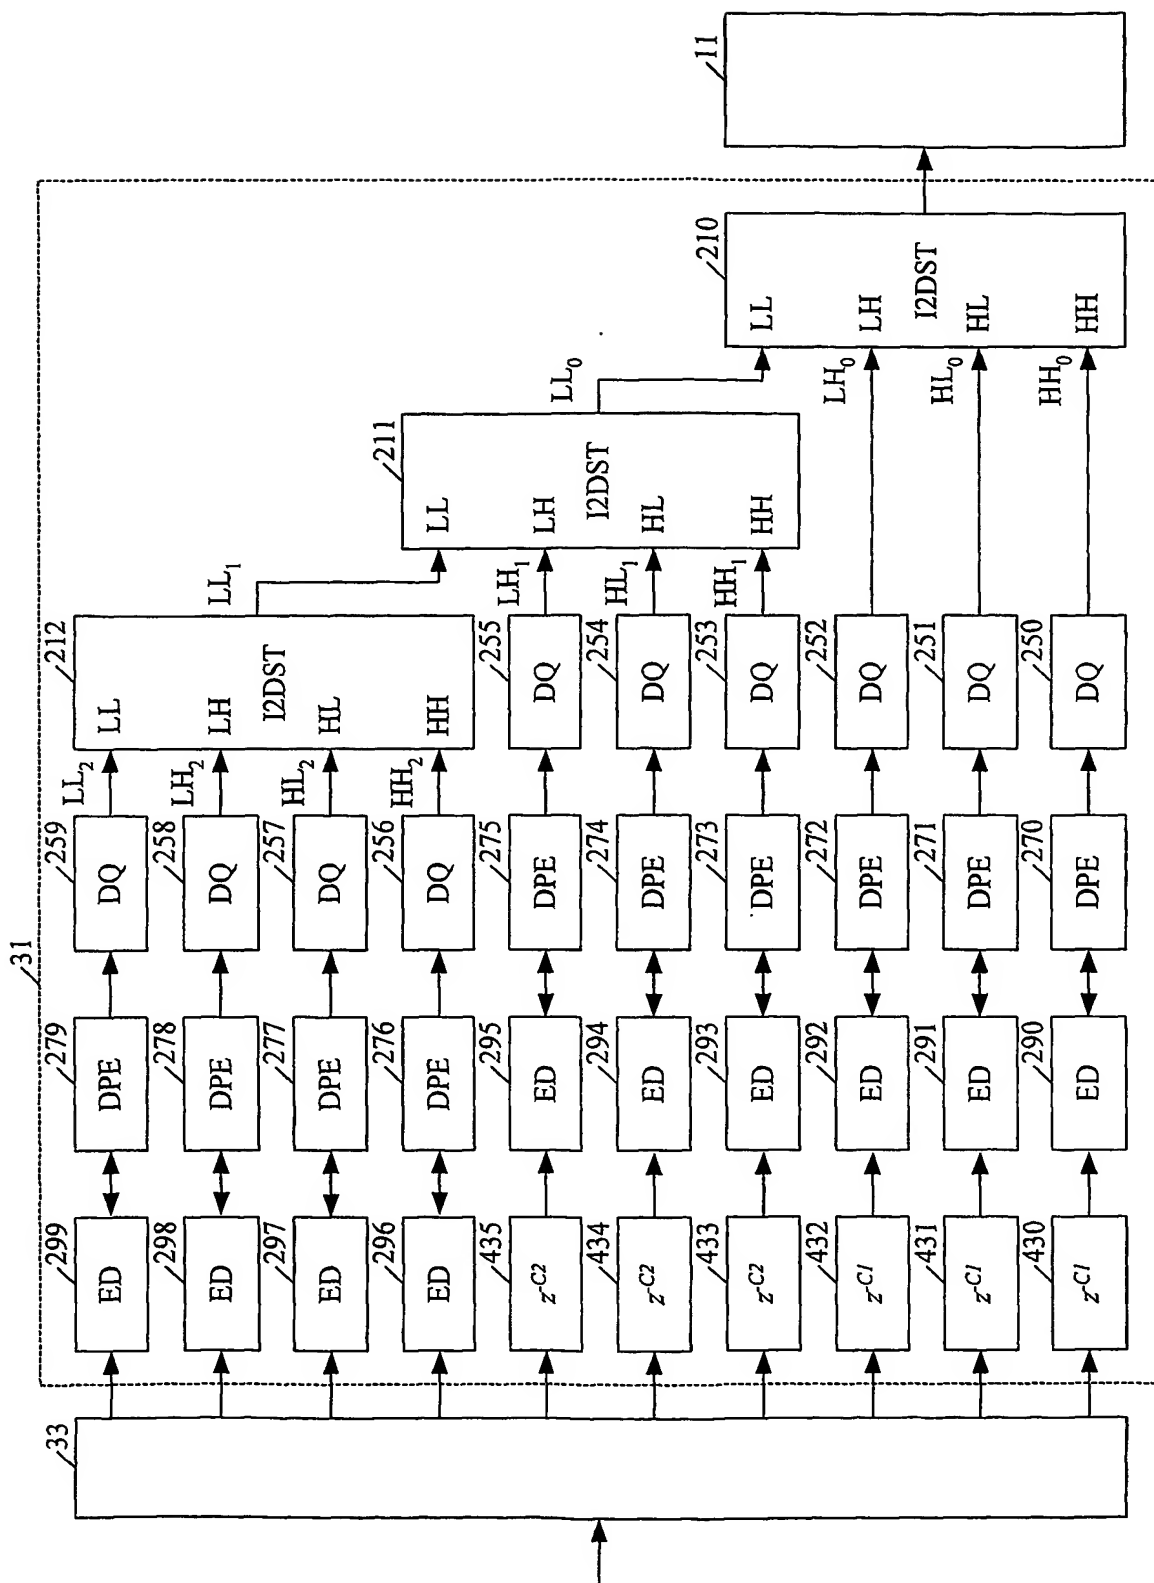 31
33
299 ED
279 DPE
259 DQ
LL2
298 ED
278 DPE
258 DQ
LH2
297 ED
277 DPE
257 DQ
HL2
296 ED
276 DPE
256 DQ
HH2
212
LL
LH
I2DST
HL
HH
LL1
435 z^-C2
295 ED
275 DPE
255 DQ
LH1
434 z^-C2
294 ED
274 DPE
254 DQ
HL1
433 z^-C2
293 ED
273 DPE
253 DQ
HH1
211
LL
LH
I2DST
HL
HH
LL0
432 z^-C1
292 ED
272 DPE
252 DQ
LH0
431 z^-C1
291 ED
271 DPE
251 DQ
HL0
430 z^-C1
290 ED
270 DPE
250 DQ
HH0
210
LL
LH
I2DST
HL
HH
11